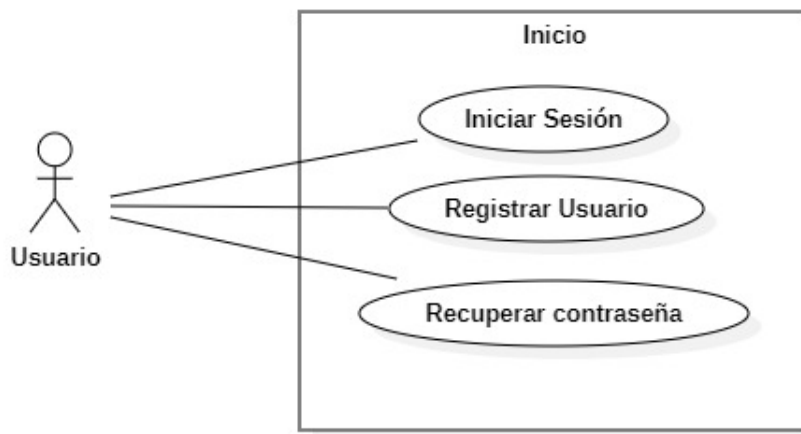 Inicio
Iniciar Sesión
Registrar Usuario
Usuario
Recuperar contraseña